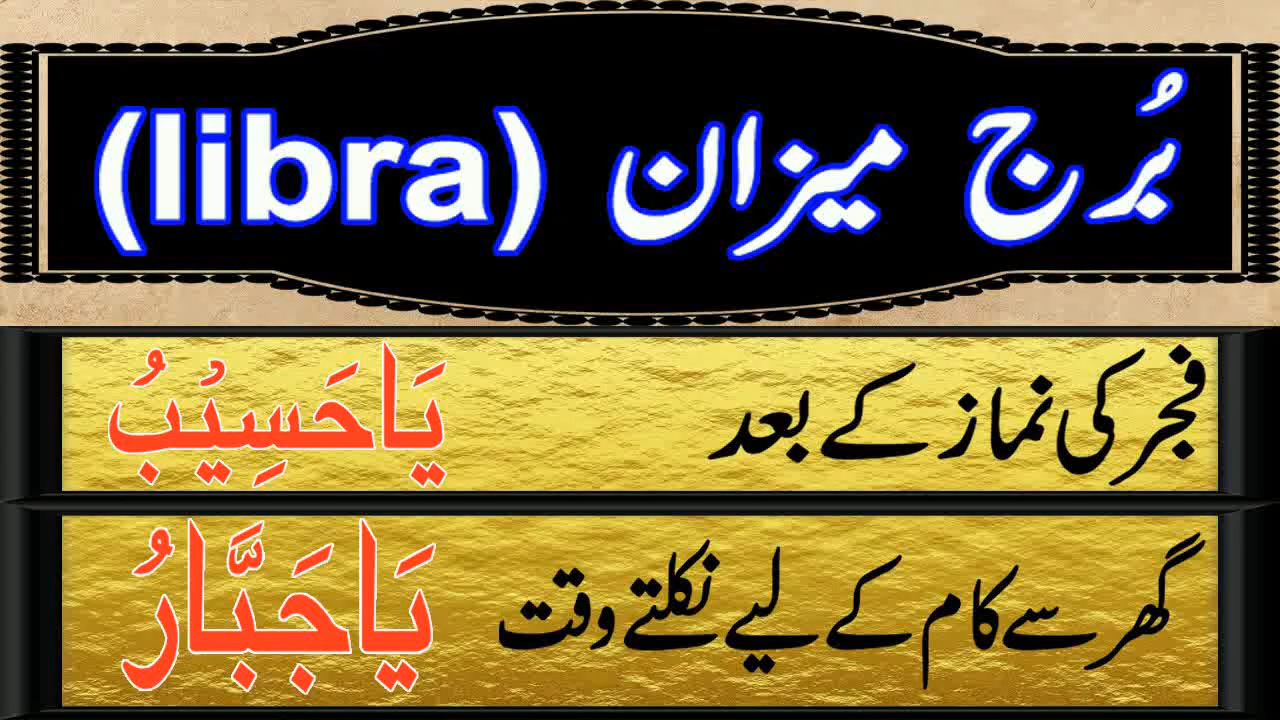 بُرج میزان (libra)
فجر کی نماز کے بعد یَاحَسِیْبُ
گھر سے کام کے لیے نکلتے وقت یَاجَبَّارُ